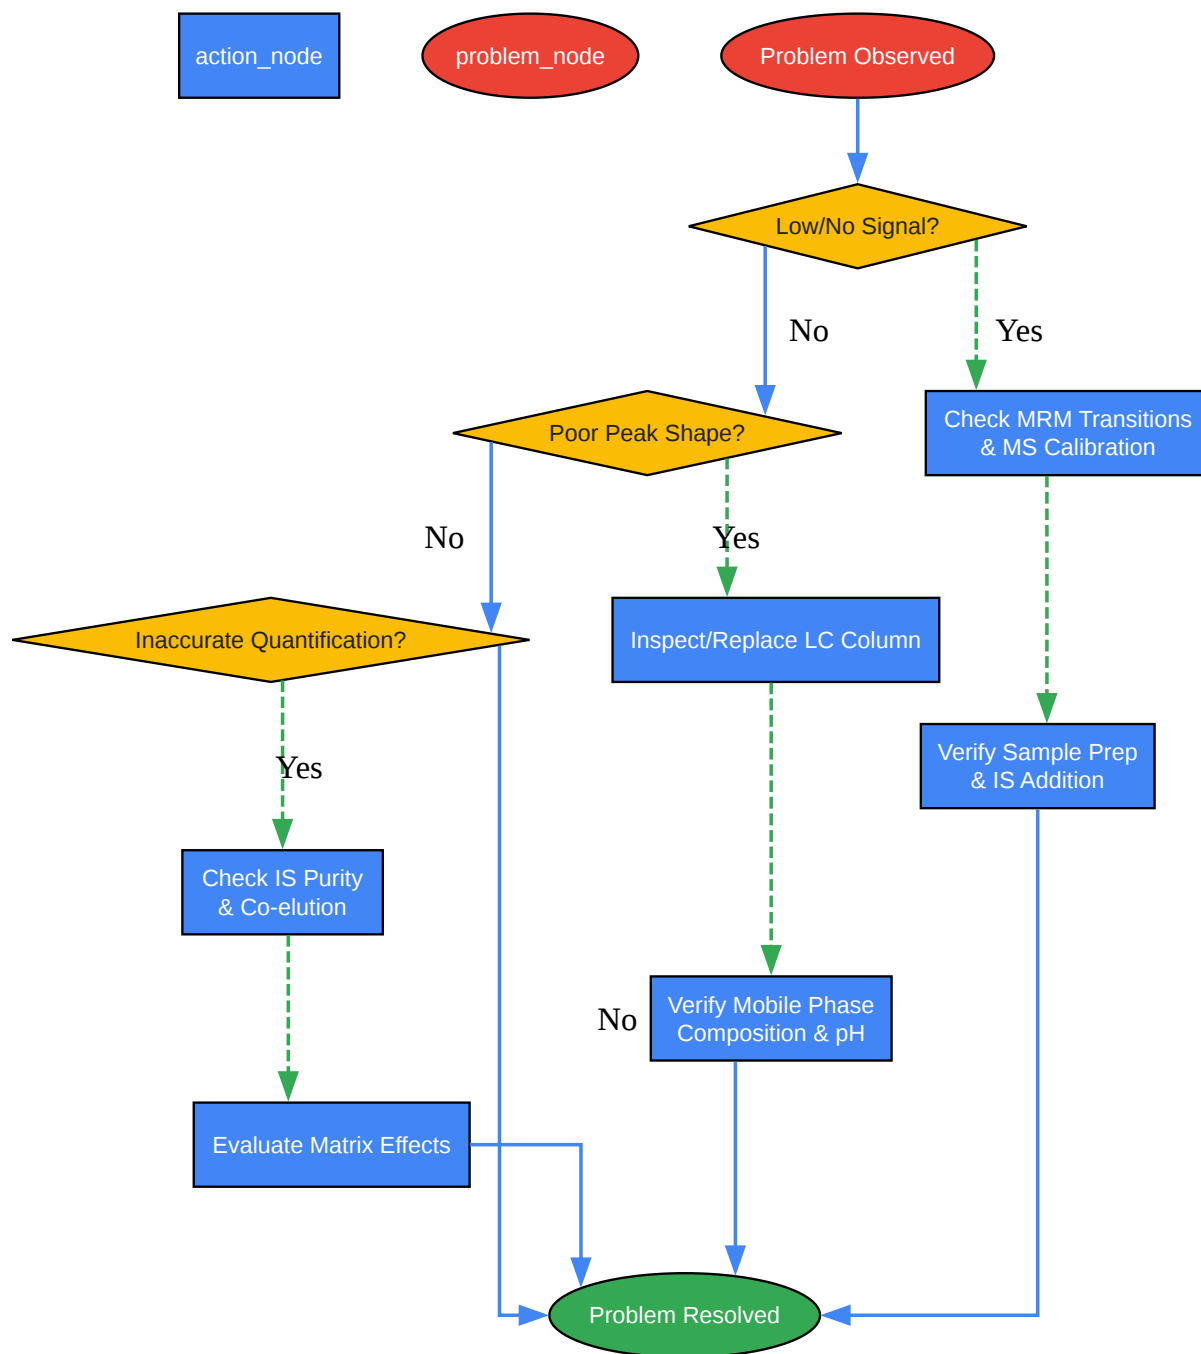 action_node
problem_node
Problem Observed
Low/No Signal?
No
Yes
Poor Peak Shape?
Check MRM Transitions
& MS Calibration
No
Yes
Inaccurate Quantification?
Inspect/Replace LC Column
Verify Sample Prep
& IS Addition
Yes
Check IS Purity
& Co-elution
No
Verify Mobile Phase
Composition & pH
Evaluate Matrix Effects
Problem Resolved